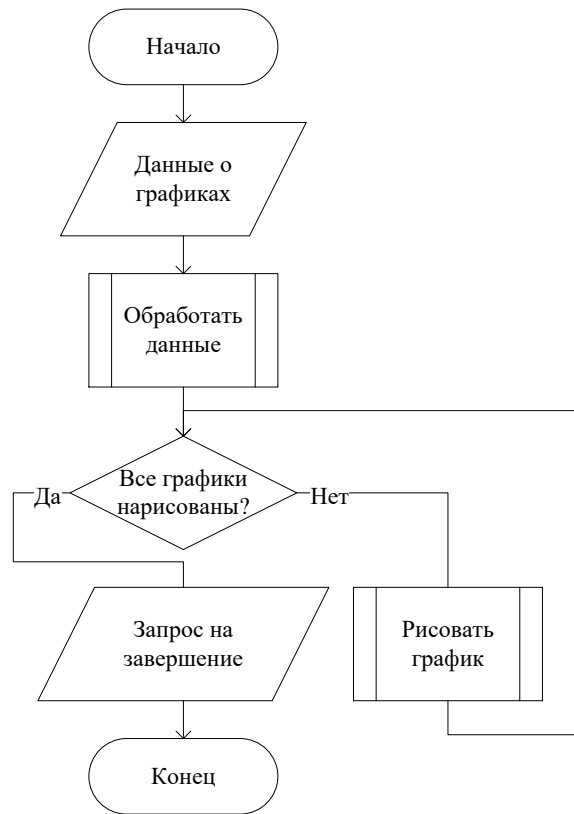 Начало
Данные о
графиках
Обработать
данные
Все графики
нарисованы?
Да
Нет
Запрос на
завершение
Рисовать
график
Конец